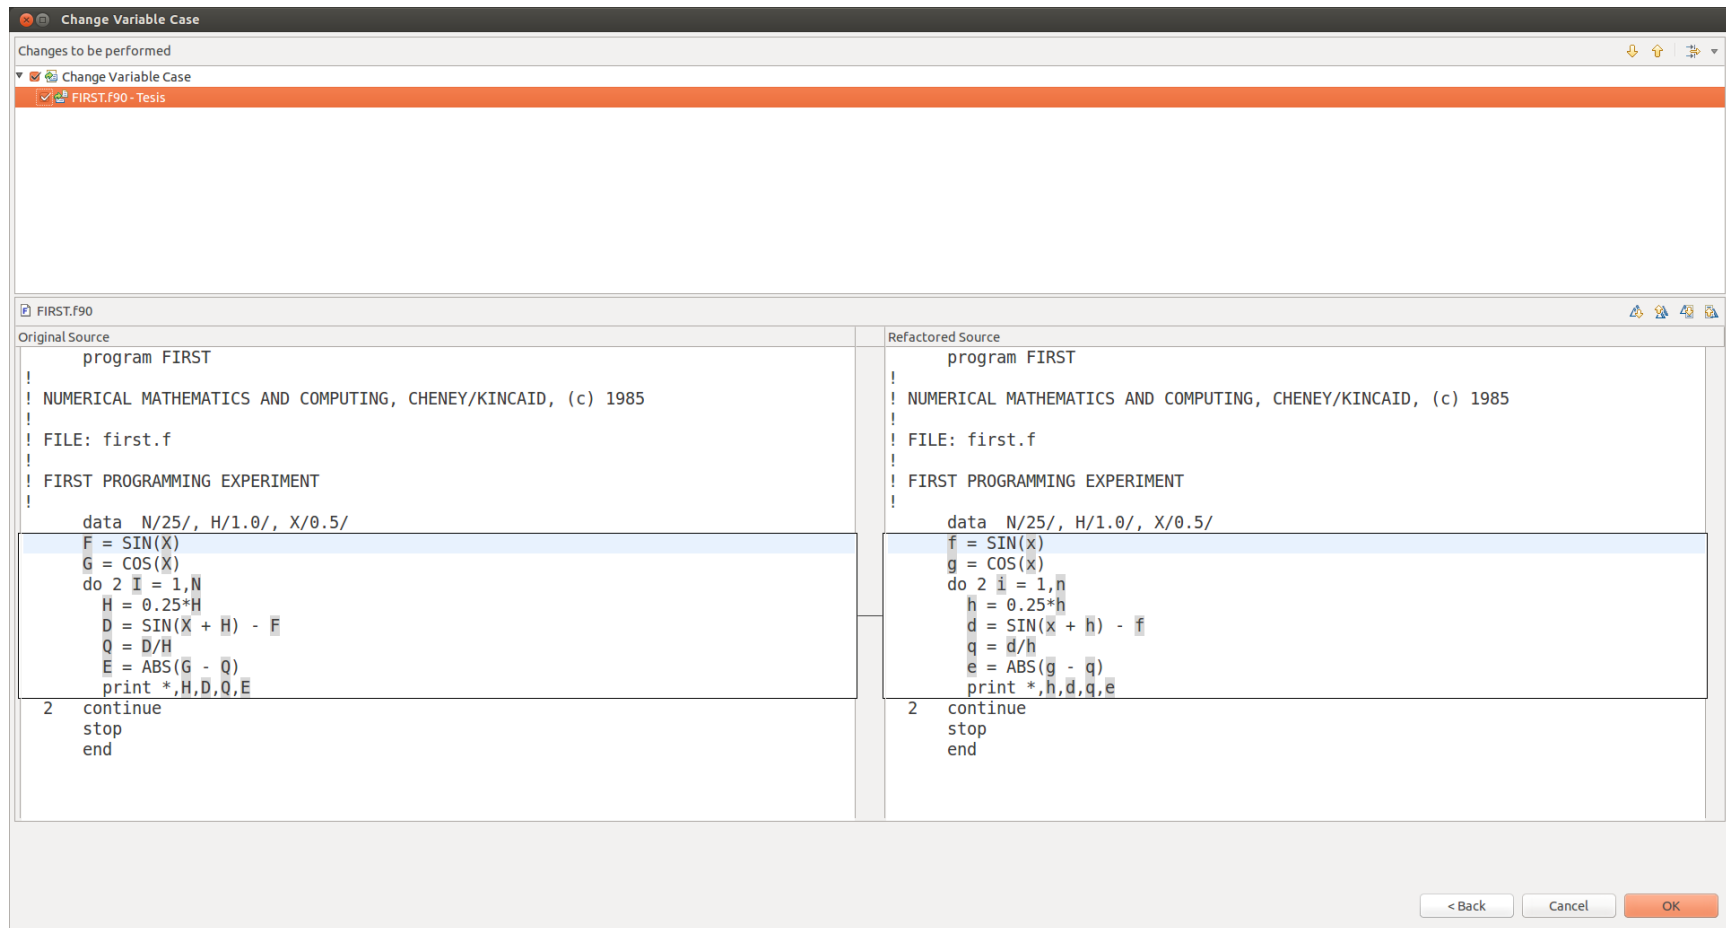 Change Variable Case
Changes to be performed
Change Variable Case
FIRST.f90 - Tesis
FIRST.f90
Original Source
program FIRST
!
! NUMERICAL MATHEMATICS AND COMPUTING, CHENEY/KINCAID, (c) 1985
!
! FILE: first.f
!
! FIRST PROGRAMMING EXPERIMENT
!
data  N/25/, H/1.0/, X/0.5/
F = SIN(X)
G = COS(X)
do 2 I = 1,N
H = 0.25*H
D = SIN(X + H) - F
Q = D/H
E = ABS(G - Q)
print *,H,D,Q,E
2   continue
stop
end
Refactored Source
program FIRST
!
! NUMERICAL MATHEMATICS AND COMPUTING, CHENEY/KINCAID, (c) 1985
!
! FILE: first.f
!
! FIRST PROGRAMMING EXPERIMENT
!
data  N/25/, H/1.0/, X/0.5/
f = SIN(x)
g = COS(x)
do 2 i = 1,n
h = 0.25*h
d = SIN(x + h) - f
q = d/h
e = ABS(g - q)
print *,h,d,q,e
2   continue
stop
end
< Back
Cancel
OK